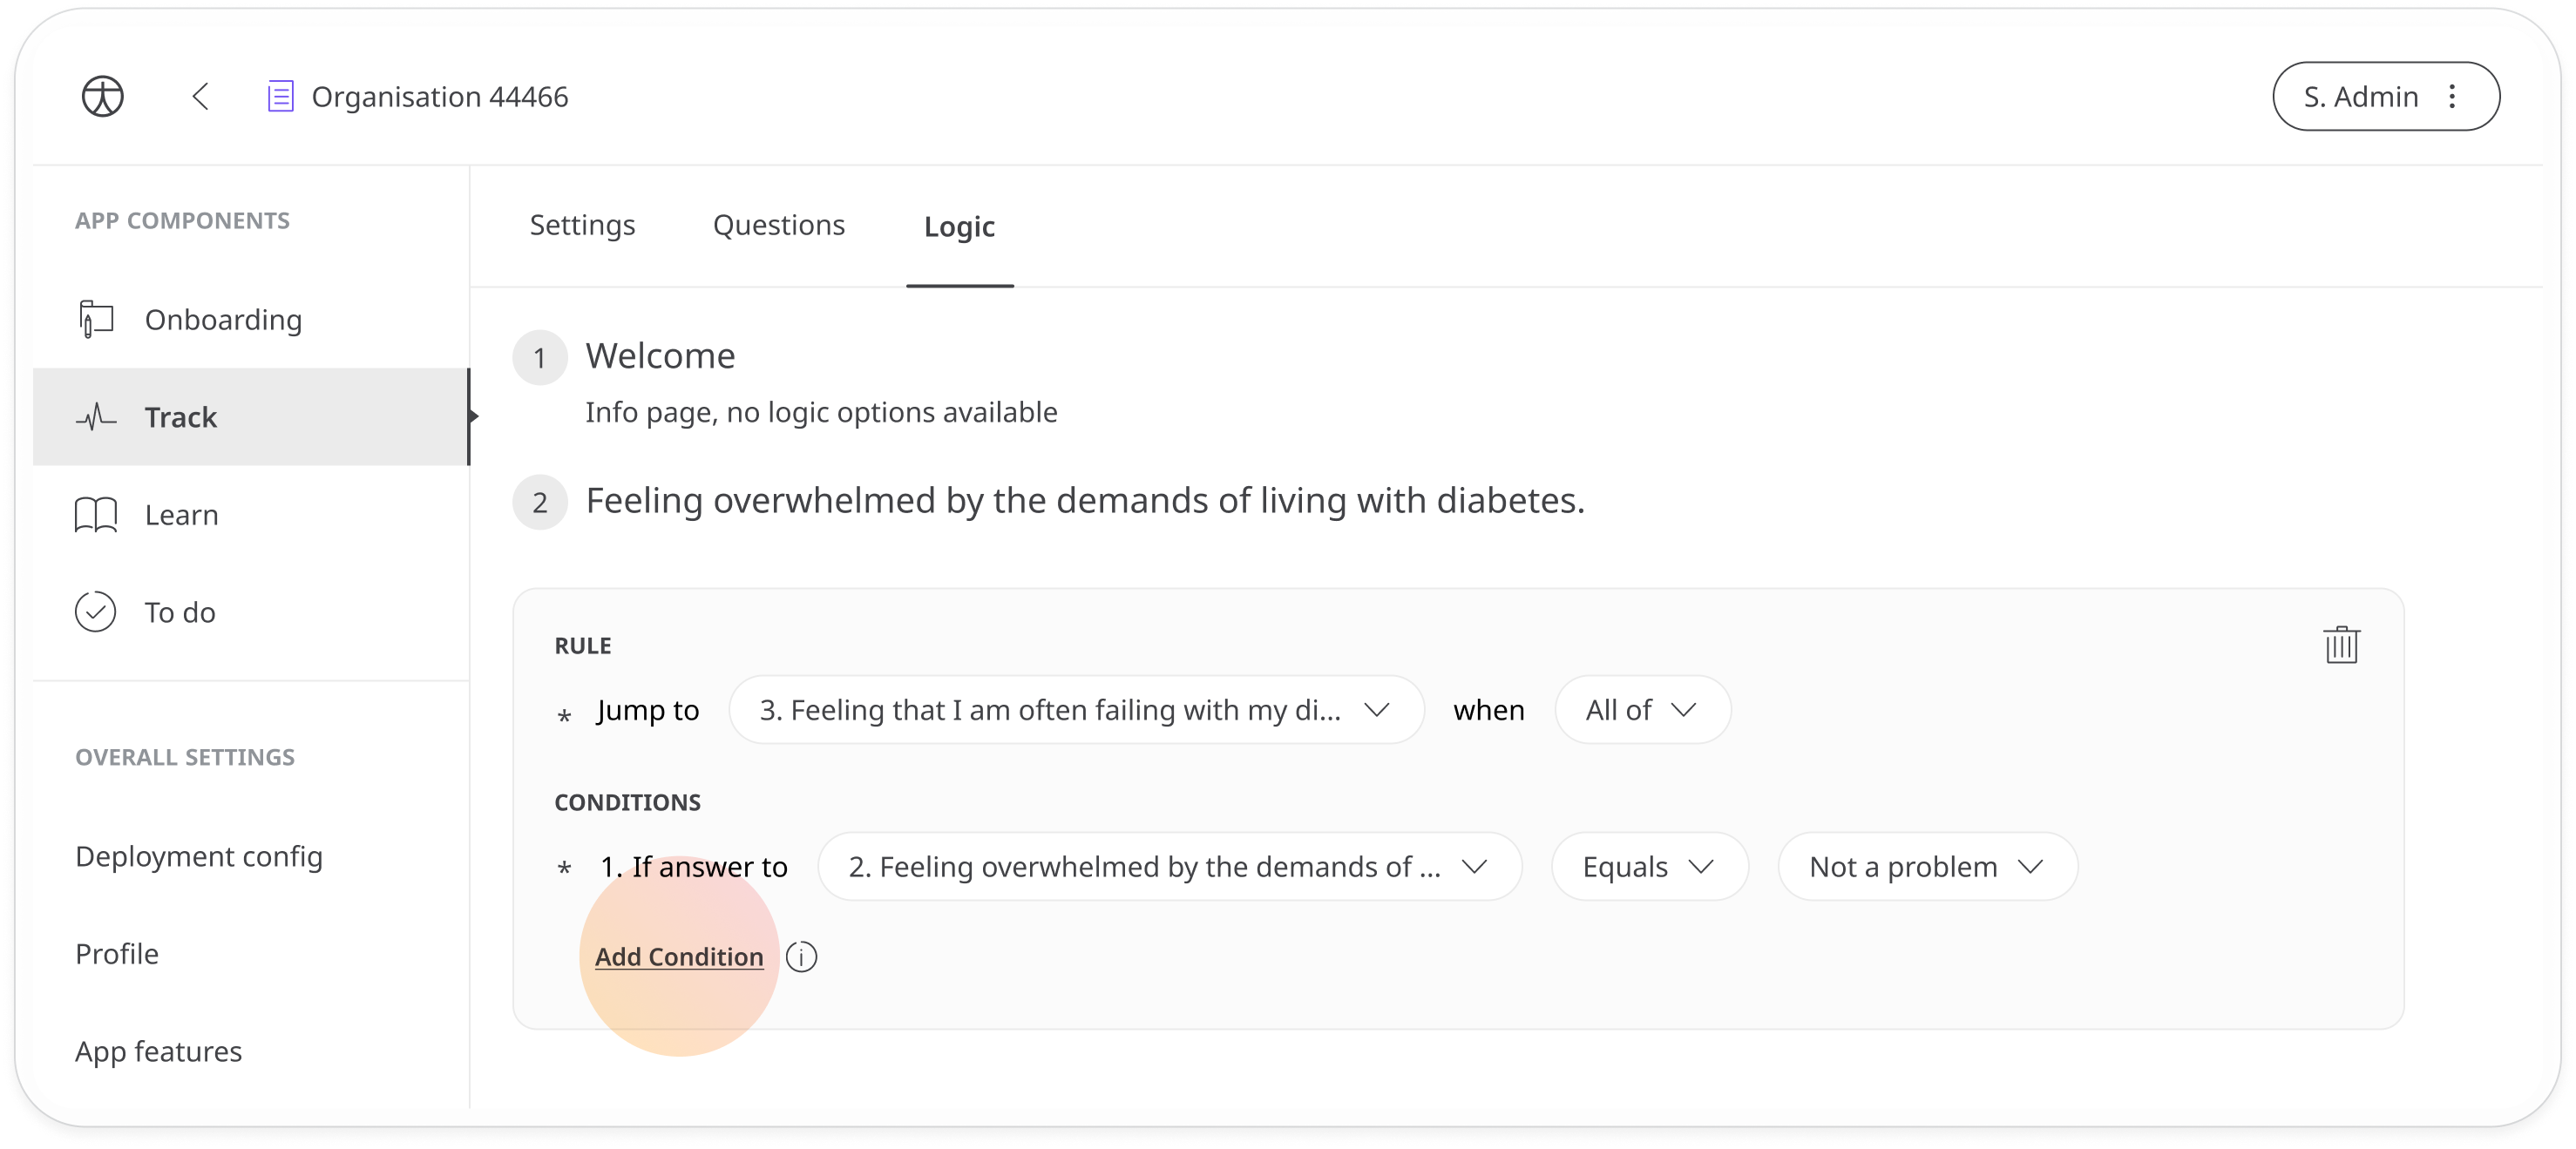 Organisation 44466
S. Admin
APP COMPONENTS
Onboarding
Track
Learn
To do
OVERALL SETTINGS
Deployment config
Profile
App features
Settings Questions Logic
1 Welcome
Info page, no logic options available
2 Feeling overwhelmed by the demands of living with diabetes.
RULE
* Jump to 3. Feeling that I am often failing with my di... when All of
CONDITIONS
* 1. If answer to 2. Feeling overwhelmed by the demands of ... Equals Not a problem
Add Condition i